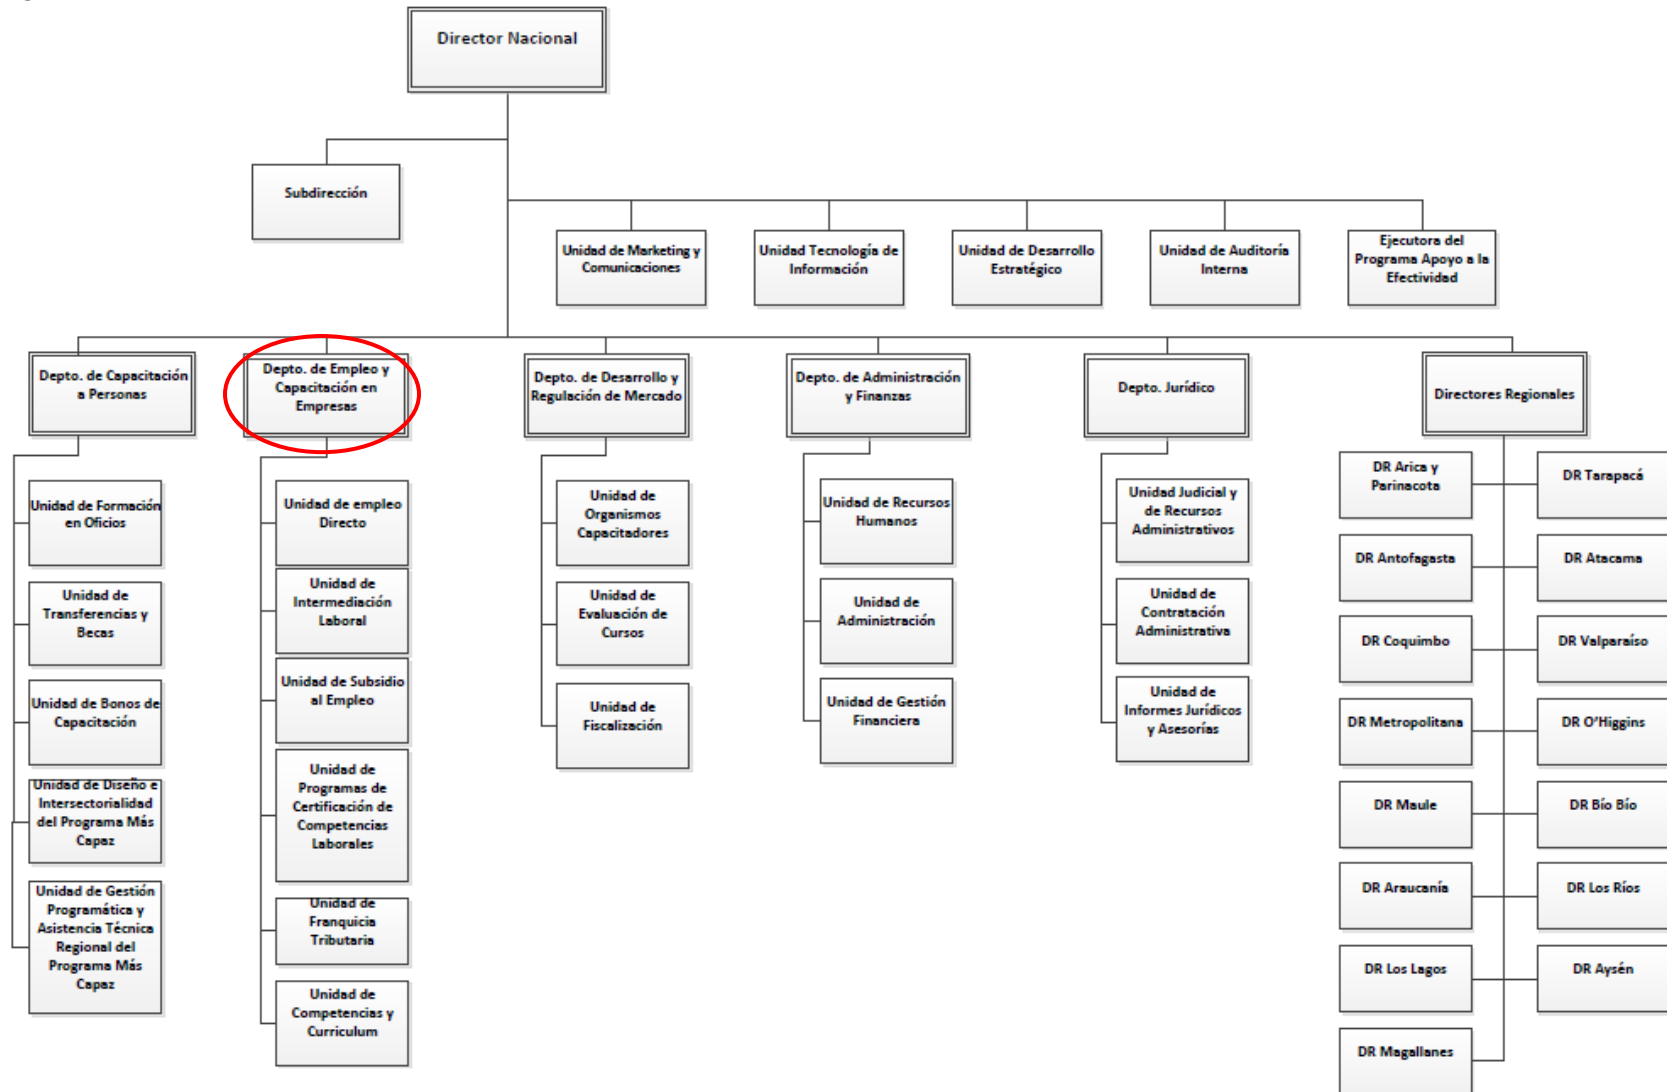 Director Nacional
Subdirección
Unidad de Marketing y
Comunicaciones
Unidad Tecnología de
Información
Unidad de Desarrollo
Estratégico
Unidad de Auditoría
Interna
Ejecutora del
Programa Apoyo a la
Efectividad
Depto. de Capacitación
a Personas
Depto. de Empleo y
Capacitación en
Empresas
Depto. de Desarrollo y
Regulación de Mercado
Depto. de Administración
y Finanzas
Depto. Jurídico
Directores Regionales
Unidad de Formación
en Oficios
Unidad de
Transferencias y
Becas
Unidad de Bonos de
Capacitación
Unidad de Diseño e
Intersectorialidad
del Programa Más
Capaz
Unidad de Gestión
Programática y
Asistencia Técnica
Regional del
Programa Más
Capaz
Unidad de empleo
Directo
Unidad de
Intermediación
Laboral
Unidad de Subsidio
al Empleo
Unidad de
Programas de
Certificación de
Competencias
Laborales
Unidad de
Franquicia
Tributaria
Unidad de
Competencias y
Curriculum
Unidad de
Organismos
Capacitadores
Unidad de
Evaluación de
Cursos
Unidad de
Fiscalización
Unidad de Recursos
Humanos
Unidad de
Administración
Unidad de Gestión
Financiera
Unidad Judicial y
de Recursos
Administrativos
Unidad de
Contratación
Administrativa
Unidad de
Informes Jurídicos
y Asesorías
DR Arica y
Parinacota
DR Tarapacá
DR Antofagasta
DR Atacama
DR Coquimbo
DR Valparaíso
DR Metropolitana
DR O'Higgins
DR Maule
DR Bío Bío
DR Araucanía
DR Los Ríos
DR Los Lagos
DR Aysén
DR Magallanes